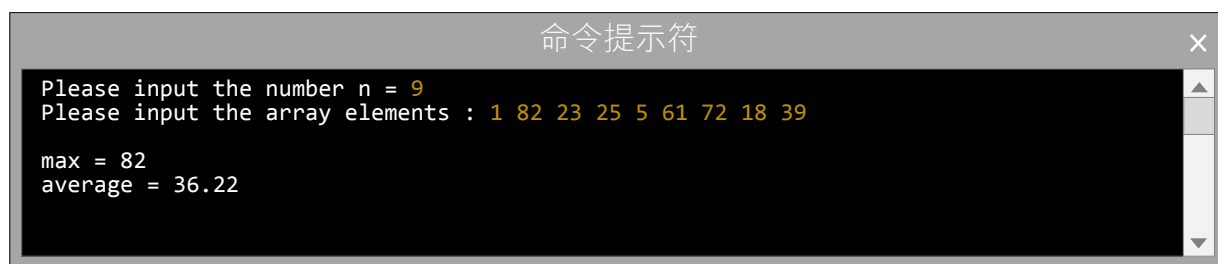 命令提示符
Please input the number n = 9
Please input the array elements : 1 82 23 25 5 61 72 18 39
max = 82
average = 36.22